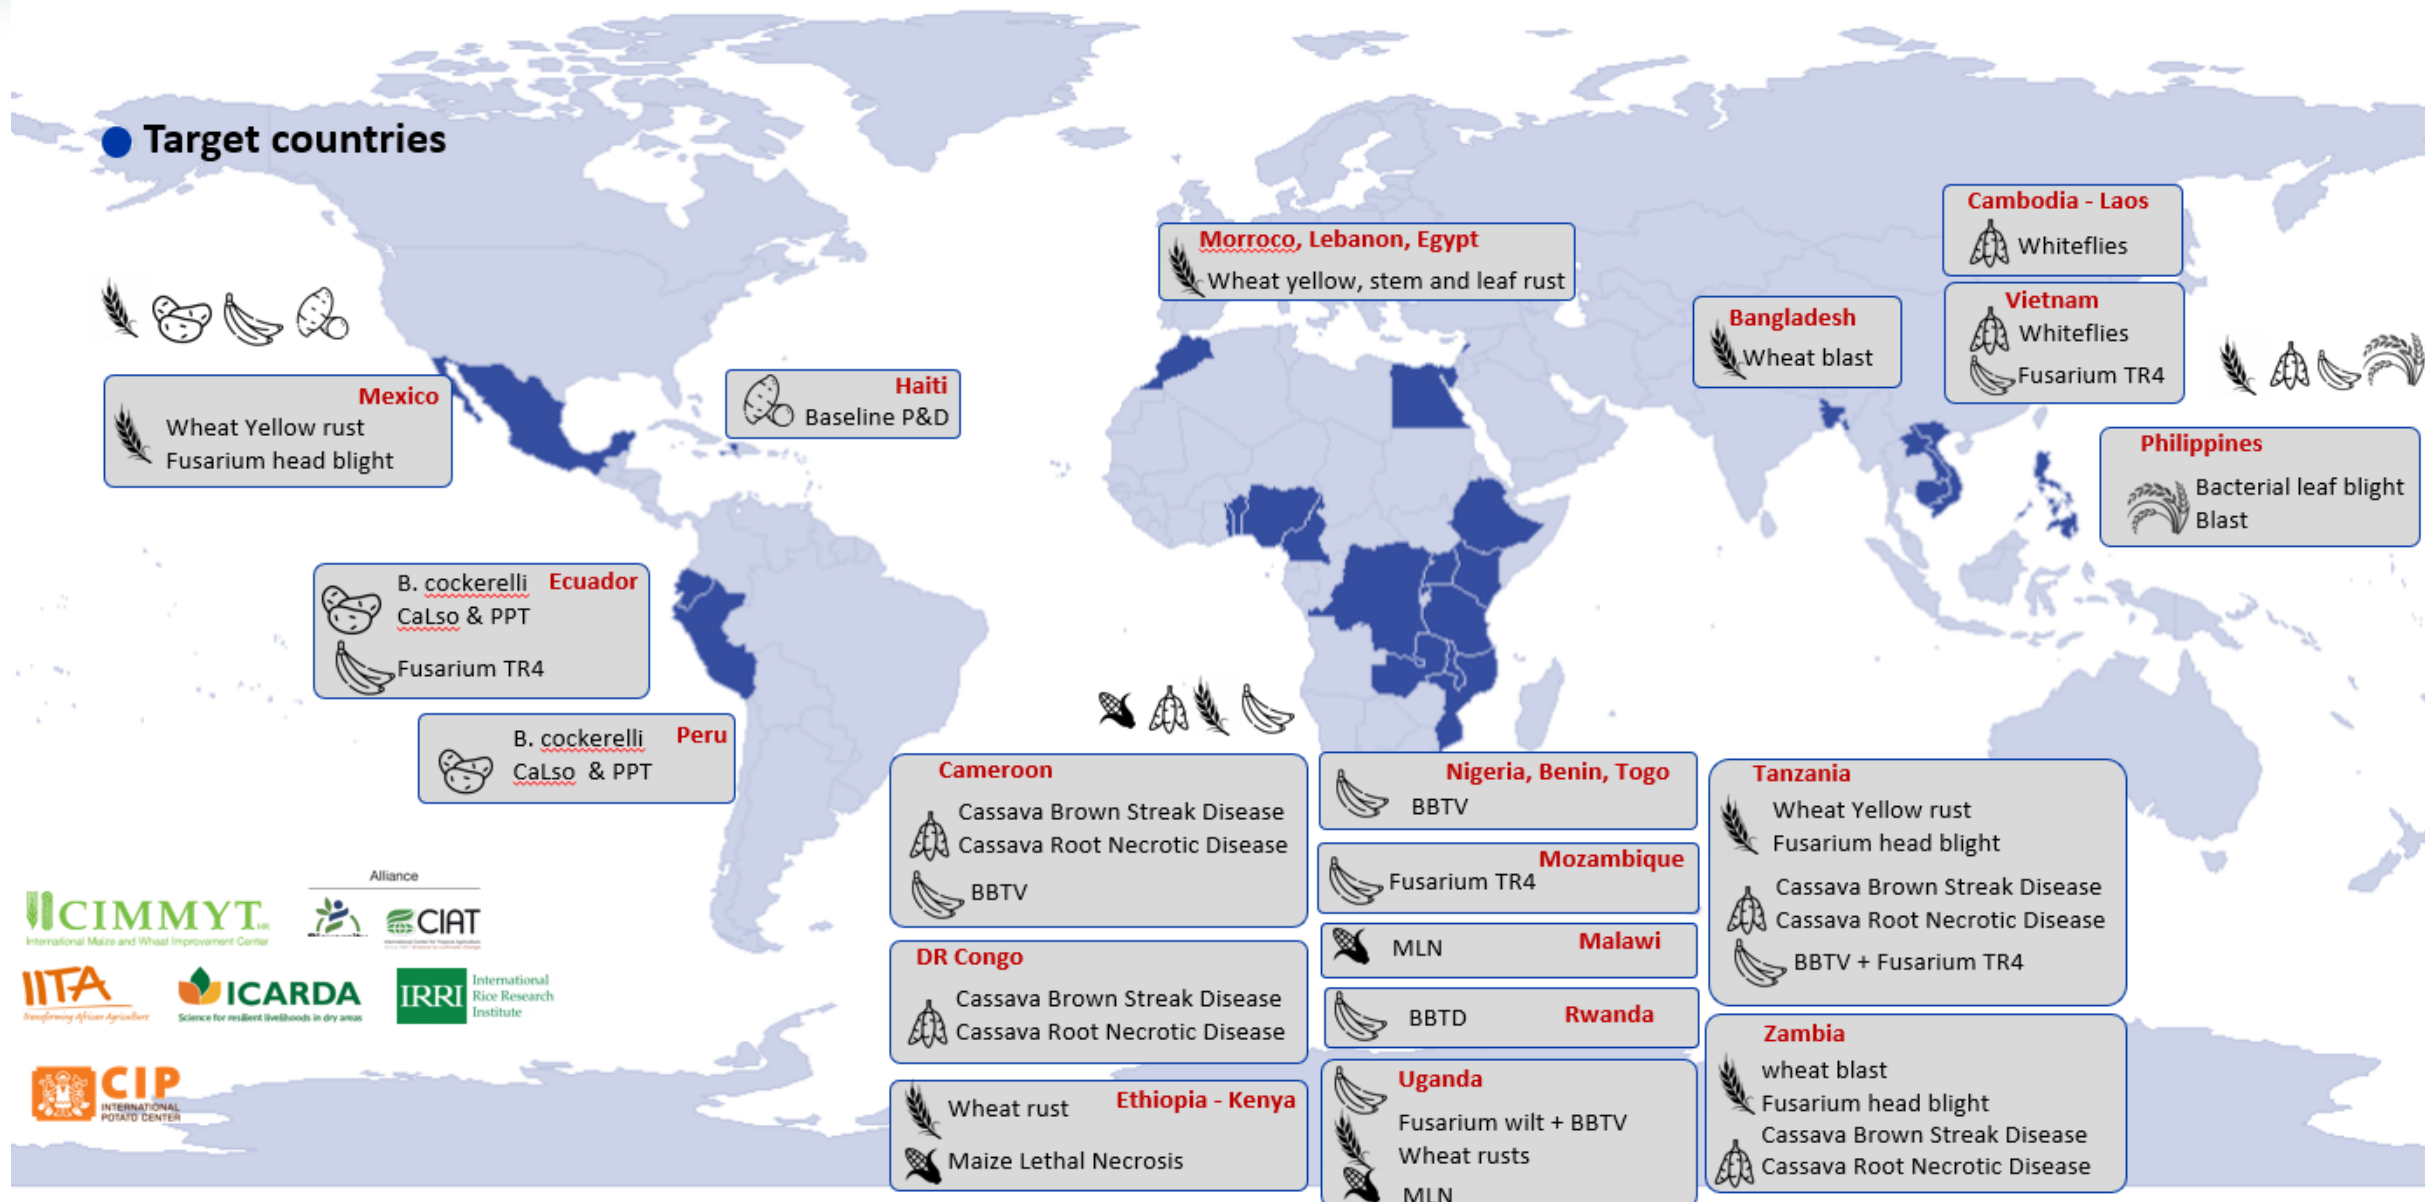 Target countries
Mexico
Wheat Yellow rust
Fusarium head blight
Haiti
Baseline P&D
B. cockerelli Ecuador
CaLso & PPT
Fusarium TR4
B. cockerelli Peru
CaLso & PPT
Morroco, Lebanon, Egypt
Wheat yellow, stem and leaf rust
Bangladesh
Wheat blast
Cambodia - Laos
Whiteflies
Vietnam
Whiteflies
Fusarium TR4
Philippines
Bacterial leaf blight
Blast
Cameroon
Cassava Brown Streak Disease
Cassava Root Necrotic Disease
BBTV
DR Congo
Cassava Brown Streak Disease
Cassava Root Necrotic Disease
Wheat rust Ethiopia - Kenya
Maize Lethal Necrosis
Nigeria, Benin, Togo
BBTV
Mozambique
Fusarium TR4
MLN Malawi
BBTD Rwanda
Uganda
Fusarium wilt + BBTV
Wheat rusts
MLN
Tanzania
Wheat Yellow rust
Fusarium head blight
Cassava Brown Streak Disease
Cassava Root Necrotic Disease
BBTV + Fusarium TR4
Zambia
wheat blast
Fusarium head blight
Cassava Brown Streak Disease
Cassava Root Necrotic Disease
CIMMYT
International Maize and Wheat Improvement Center
Alliance
CIAT
IITA
Transforming African Agriculture
ICARDA
Science for resilient livelihoods in dry areas
IRRI
International
Rice Research
Institute
CIP
INTERNATIONAL
POTATO CENTER